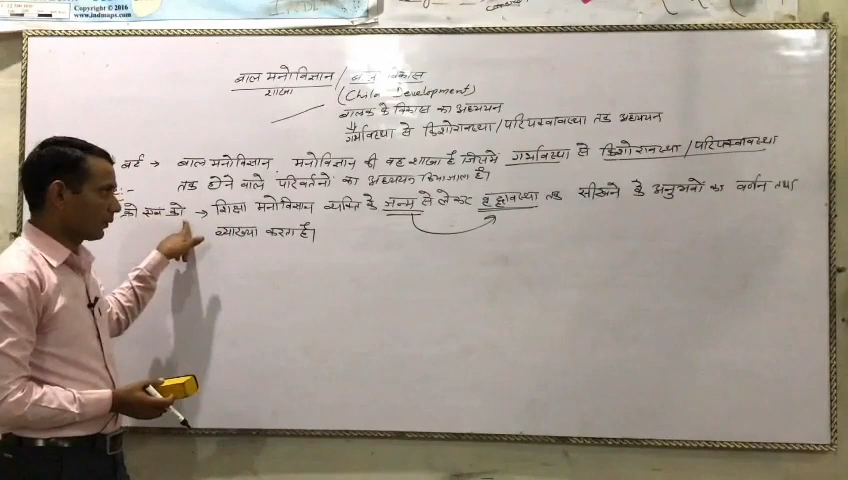 Copyright © 2016
www.indmaps.com
बाल मनोविज्ञान / बाल विकास
शाखा (Child Development)
बालक के विकास का अध्ययन
गर्भावस्था से किशोरावस्था / परिपक्वावस्था तक अध्ययन
बर्ट → बाल मनोविज्ञान, मनोविज्ञान की वह शाखा है जिसमें गर्भावस्था से किशोरावस्था / परिपक्वावस्था
तक होने वाले परिवर्तनों का अध्ययन किया जाता है।
क्रो एण्ड क्रो → शिक्षा मनोविज्ञान व्यक्ति के जन्म से लेकर वृद्धावस्था तक सीखने के अनुभवों का वर्णन तथा
व्याख्या करता है।